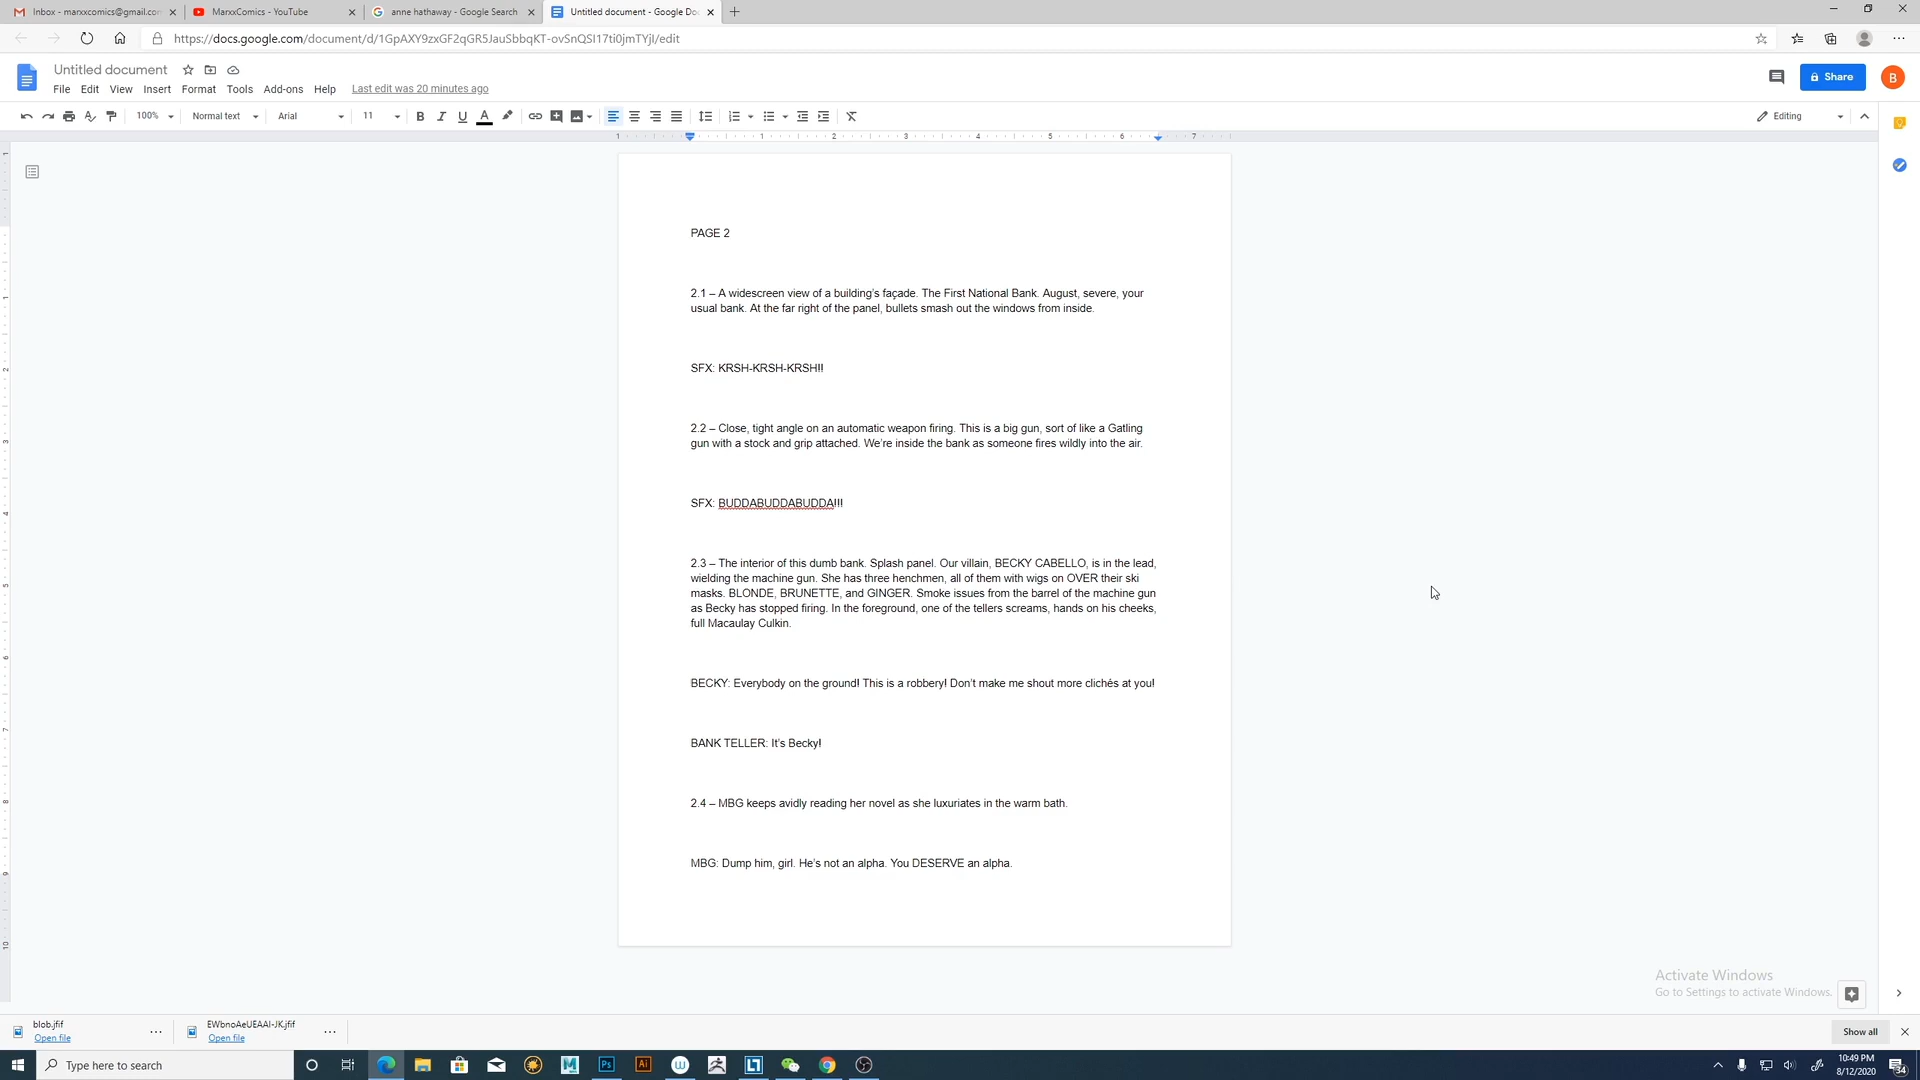 Inbox - marxxcomics@gmail.con
MarxxComics - YouTube
anne hathaway - Google Search
Untitled document - Google Doc
https://docs.google.com/document/d/1GpAXY9zxGF2qGR5JauSbbqKT-ovSnQSI17ti0jmTYjI/edit
Untitled document
File Edit View Insert Format Tools Add-ons Help Last edit was 20 minutes ago
Share
B
100% Normal text Arial 11 B I U A Editing
1 1 2 3 4 5 6 7
PAGE 2
2.1 – A widescreen view of a building's façade. The First National Bank. August, severe, your
usual bank. At the far right of the panel, bullets smash out the windows from inside.
SFX: KRSH-KRSH-KRSH!!
2.2 – Close, tight angle on an automatic weapon firing. This is a big gun, sort of like a Gatling
gun with a stock and grip attached. We're inside the bank as someone fires wildly into the air.
SFX: BUDDABUDDABUDDA!!!
2.3 – The interior of this dumb bank. Splash panel. Our villain, BECKY CABELLO, is in the lead,
wielding the machine gun. She has three henchmen, all of them with wigs on OVER their ski
masks. BLONDE, BRUNETTE, and GINGER. Smoke issues from the barrel of the machine gun
as Becky has stopped firing. In the foreground, one of the tellers screams, hands on his cheeks,
full Macaulay Culkin.
BECKY: Everybody on the ground! This is a robbery! Don't make me shout more clichés at you!
BANK TELLER: It's Becky!
2.4 – MBG keeps avidly reading her novel as she luxuriates in the warm bath.
MBG: Dump him, girl. He's not an alpha. You DESERVE an alpha.
Activate Windows
Go to Settings to activate Windows.
blob.jfif
Open file
EWbnoAeUEAAI-JK.jfif
Open file
Show all
Type here to search
Ps
Ai
10:49 PM
8/12/2020
34